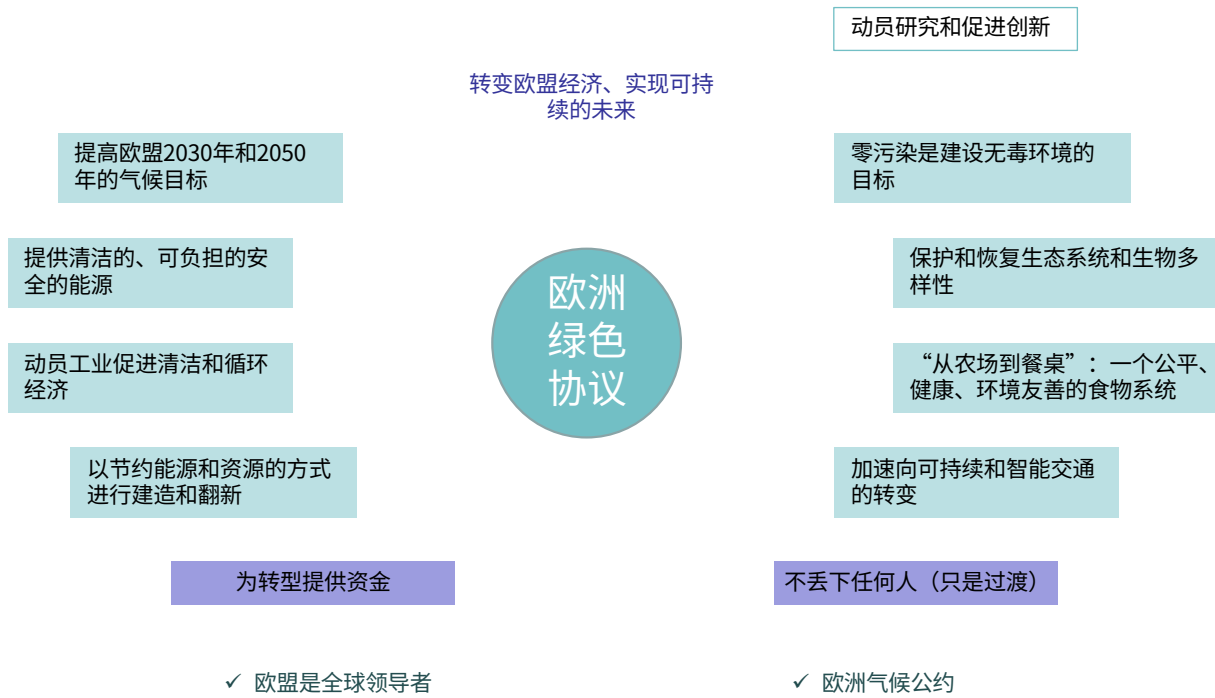 动员研究和促进创新
转变欧盟经济、实现可持
续的未来
提高欧盟2030年和2050
年的气候目标
零污染是建设无毒环境的
目标
提供清洁的、可负担的安
全的能源
保护和恢复生态系统和生物多
样性
欧洲
绿色
协议
动员工业促进清洁和循环
经济
“从农场到餐桌”：一个公平、
健康、环境友善的食物系统
以节约能源和资源的方式
进行建造和翻新
加速向可持续和智能交通
的转变
为转型提供资金
不丢下任何人（只是过渡）
✓ 欧盟是全球领导者
✓ 欧洲气候公约